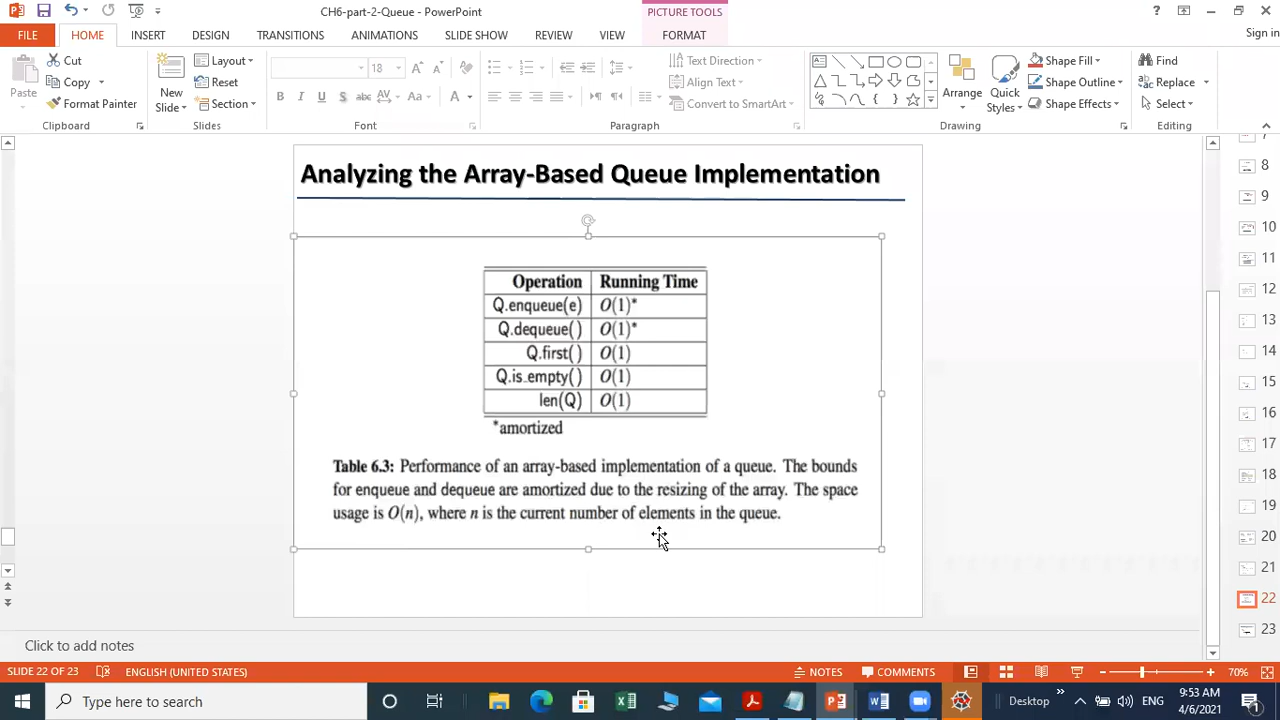 CH6-part-2-Queue - PowerPoint
PICTURE TOOLS
?
FILE
HOME
INSERT
DESIGN
TRANSITIONS
ANIMATIONS
SLIDE SHOW
REVIEW
VIEW
FORMAT
Sign in
Paste
Cut
Copy
Format Painter
Clipboard
New Slide
Layout
Reset
Section
Slides
18
B I U S abc AV Aa A
Font
Text Direction
Align Text
Convert to SmartArt
Paragraph
Arrange
Quick Styles
Shape Fill
Shape Outline
Shape Effects
Drawing
Find
Replace
Select
Editing
Analyzing the Array-Based Queue Implementation
Operation Running Time
Q.enqueue(e) O(1)*
Q.dequeue( ) O(1)*
Q.first( ) O(1)
Q.is_empty( ) O(1)
len(Q) O(1)
*amortized
Table 6.3: Performance of an array-based implementation of a queue. The bounds
for enqueue and dequeue are amortized due to the resizing of the array. The space
usage is O(n), where n is the current number of elements in the queue.
8
9
10
11
12
13
14
15
16
17
18
19
20
21
22
23
Click to add notes
SLIDE 22 OF 23
ENGLISH (UNITED STATES)
NOTES
COMMENTS
70%
Type here to search
Desktop
ENG
9:53 AM
4/6/2021